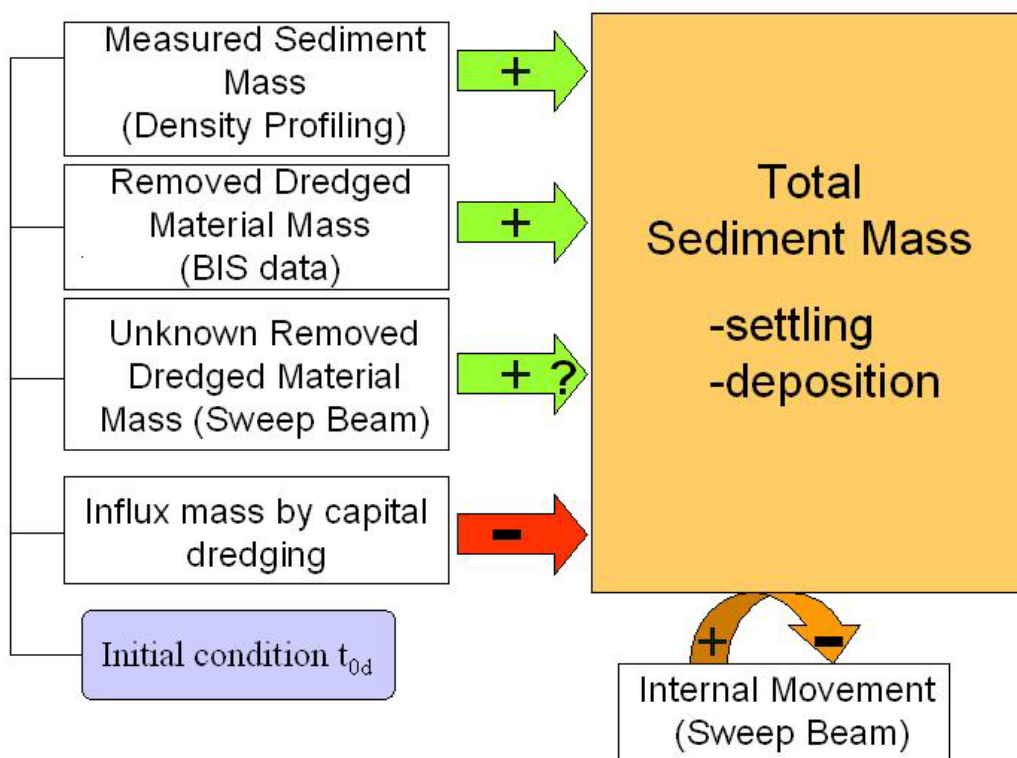 Measured Sediment
Mass
(Density Profiling)
+
Removed Dredged
Material Mass
(BIS data)
+
Unknown Removed
Dredged Material
Mass (Sweep Beam)
+ ?
Influx mass by capital
dredging
-
Initial condition t0d
Total
Sediment Mass
-settling
-deposition
+ -
Internal Movement
(Sweep Beam)